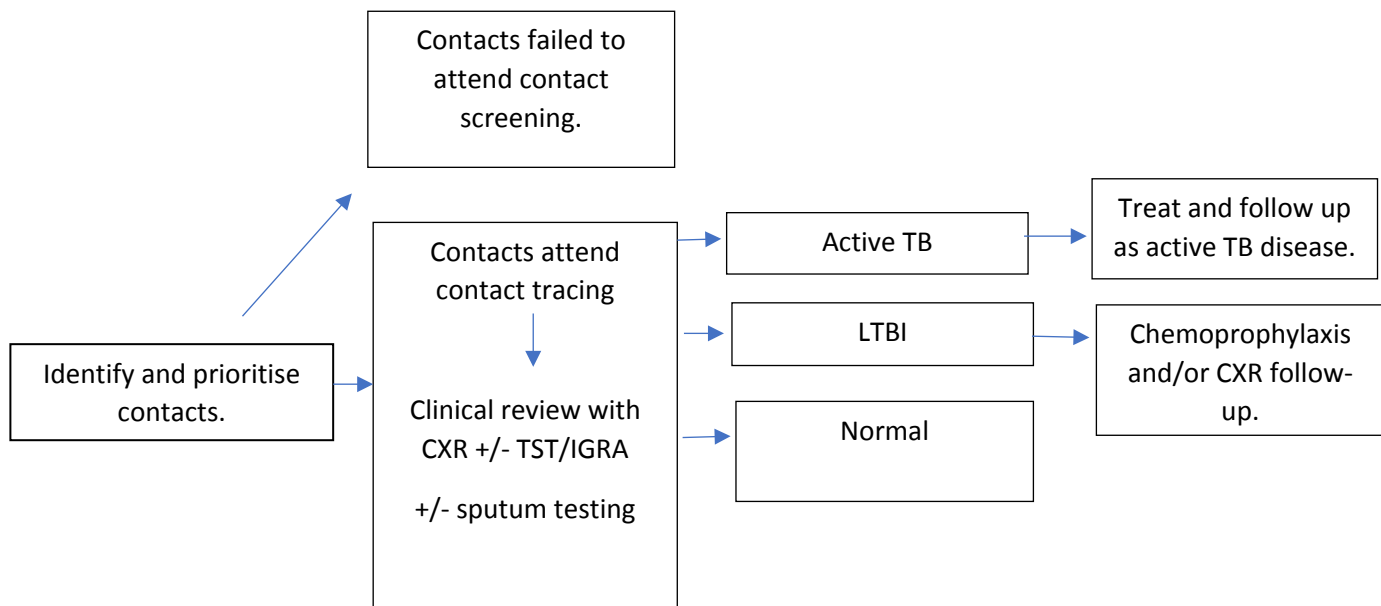 Contacts failed to
attend contact
screening.
Identify and prioritise
contacts.
Contacts attend
contact tracing
Clinical review with
CXR +/- TST/IGRA
+/- sputum testing
Active TB
Treat and follow up
as active TB disease.
LTBI
Chemoprophylaxis
and/or CXR follow-
up.
Normal